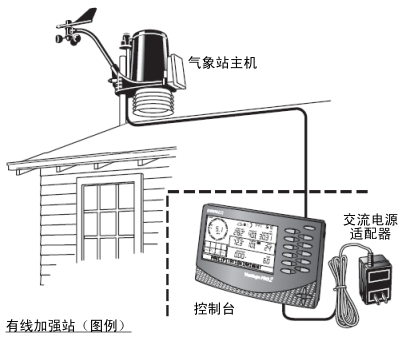 气象站主机
交流电源
适配器
控制台
有线加强站（图例）